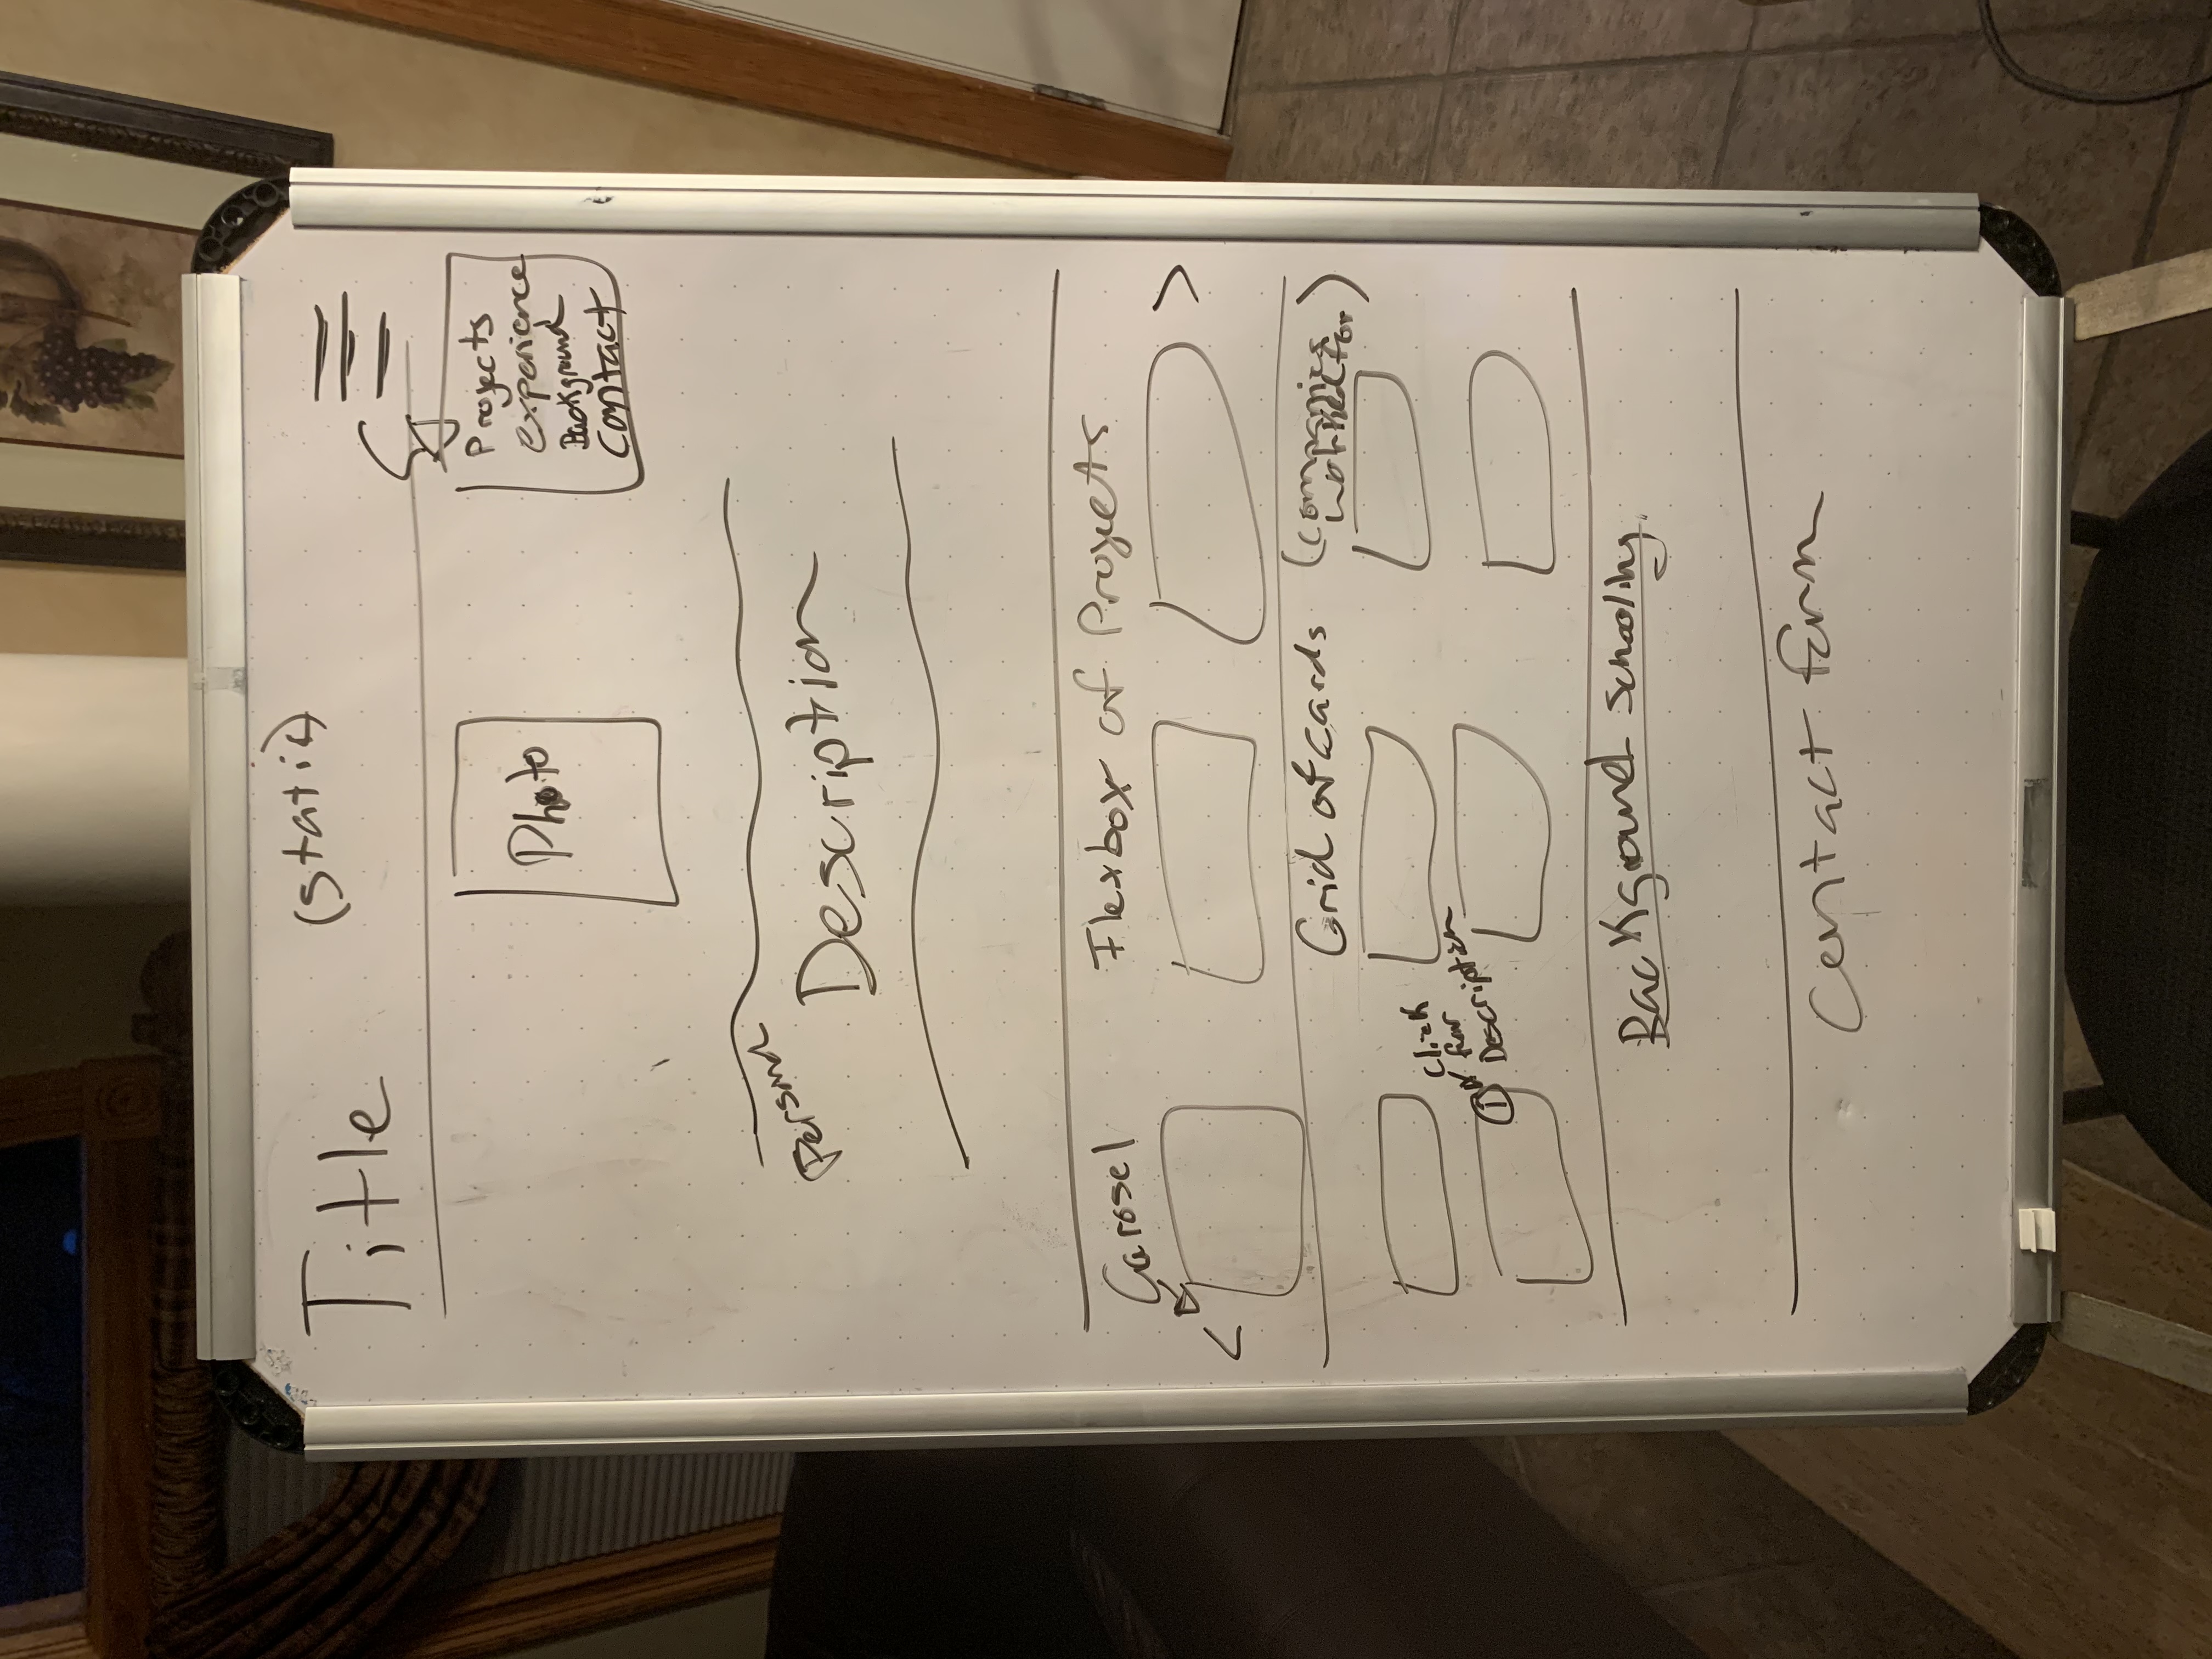 Title
(static)
Projects
Experience
Background
Contact
Photo
Personal
Description
Carosel
Flexbox of Projects
<
>
Grid of cards
(companies
worked for)
i
click
for
Description
Background schooling
Contact form